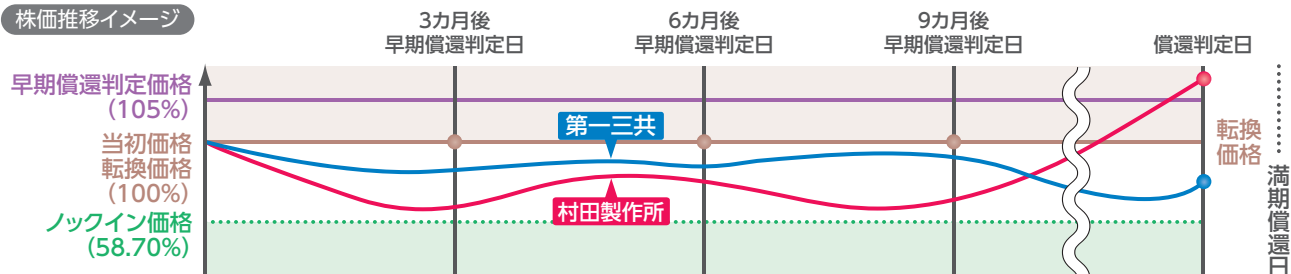 株価推移イメージ
3カ月後
早期償還判定日
6カ月後
早期償還判定日
9カ月後
早期償還判定日
償還判定日
早期償還判定価格
(105%)
当初価格
転換価格
(100%)
ノックイン価格
(58.70%)
第一三共
村田製作所
転換
価格
満期償還日